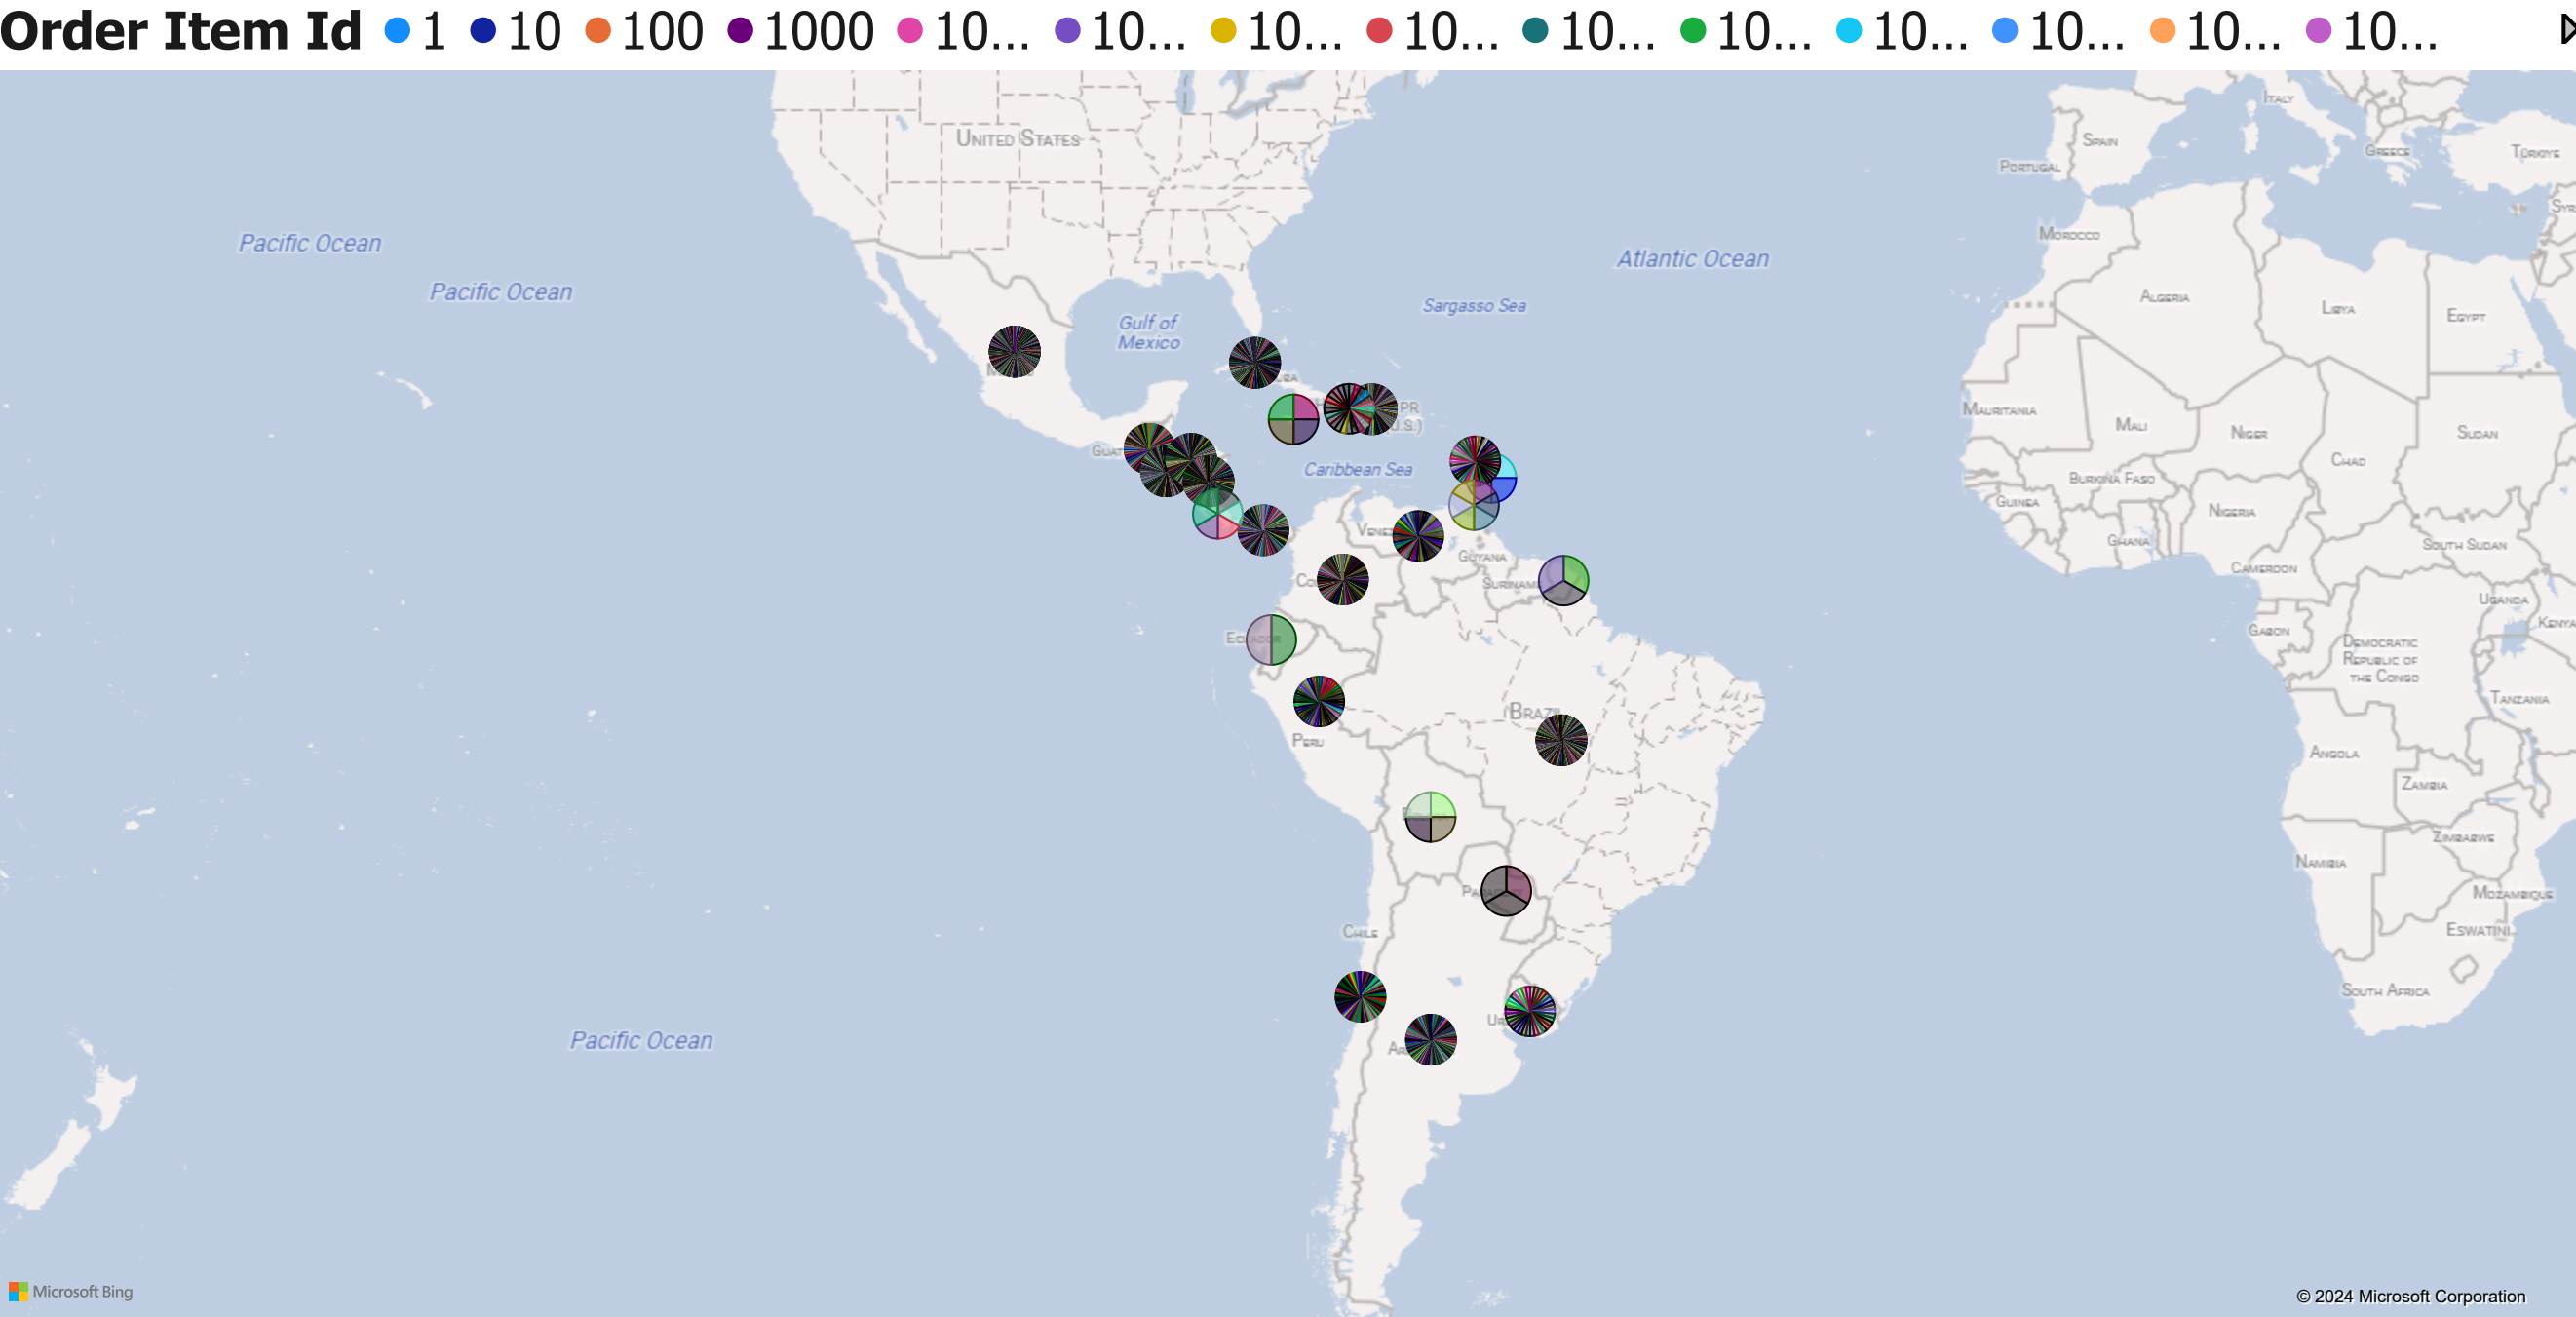 Order Item Id 1 10 100 1000 10... 10... 10... 10... 10... 10... 10... 10... 10... 10...
ITALY
UNITED STATES
SPAIN
GREECE
TÜRKIYE
PORTUGAL
MOROCCO
Pacific Ocean
Atlantic Ocean
Pacific Ocean
ALGERIA
Sargasso Sea
LIBYA
EGYPT
Gulf of
Mexico
PR
MAURITANIA
MALI
NIGER
SUDAN
CHAD
Caribbean Sea
BURKINA FASO
GUINEA
NIGERIA
GHANA
SOUTH SUDAN
GUYANA
CAMEROON
SURINAME
UGANDA
GABON
DEMOCRATIC
REPUBLIC OF
THE CONGO
TANZANIA
BRAZIL
PERU
ANGOLA
ZAMBIA
ZIMBABWE
NAMIBIA
MOZAMBIQUE
CHILE
ESWATINI
SOUTH AFRICA
Pacific Ocean
Microsoft Bing
© 2024 Microsoft Corporation